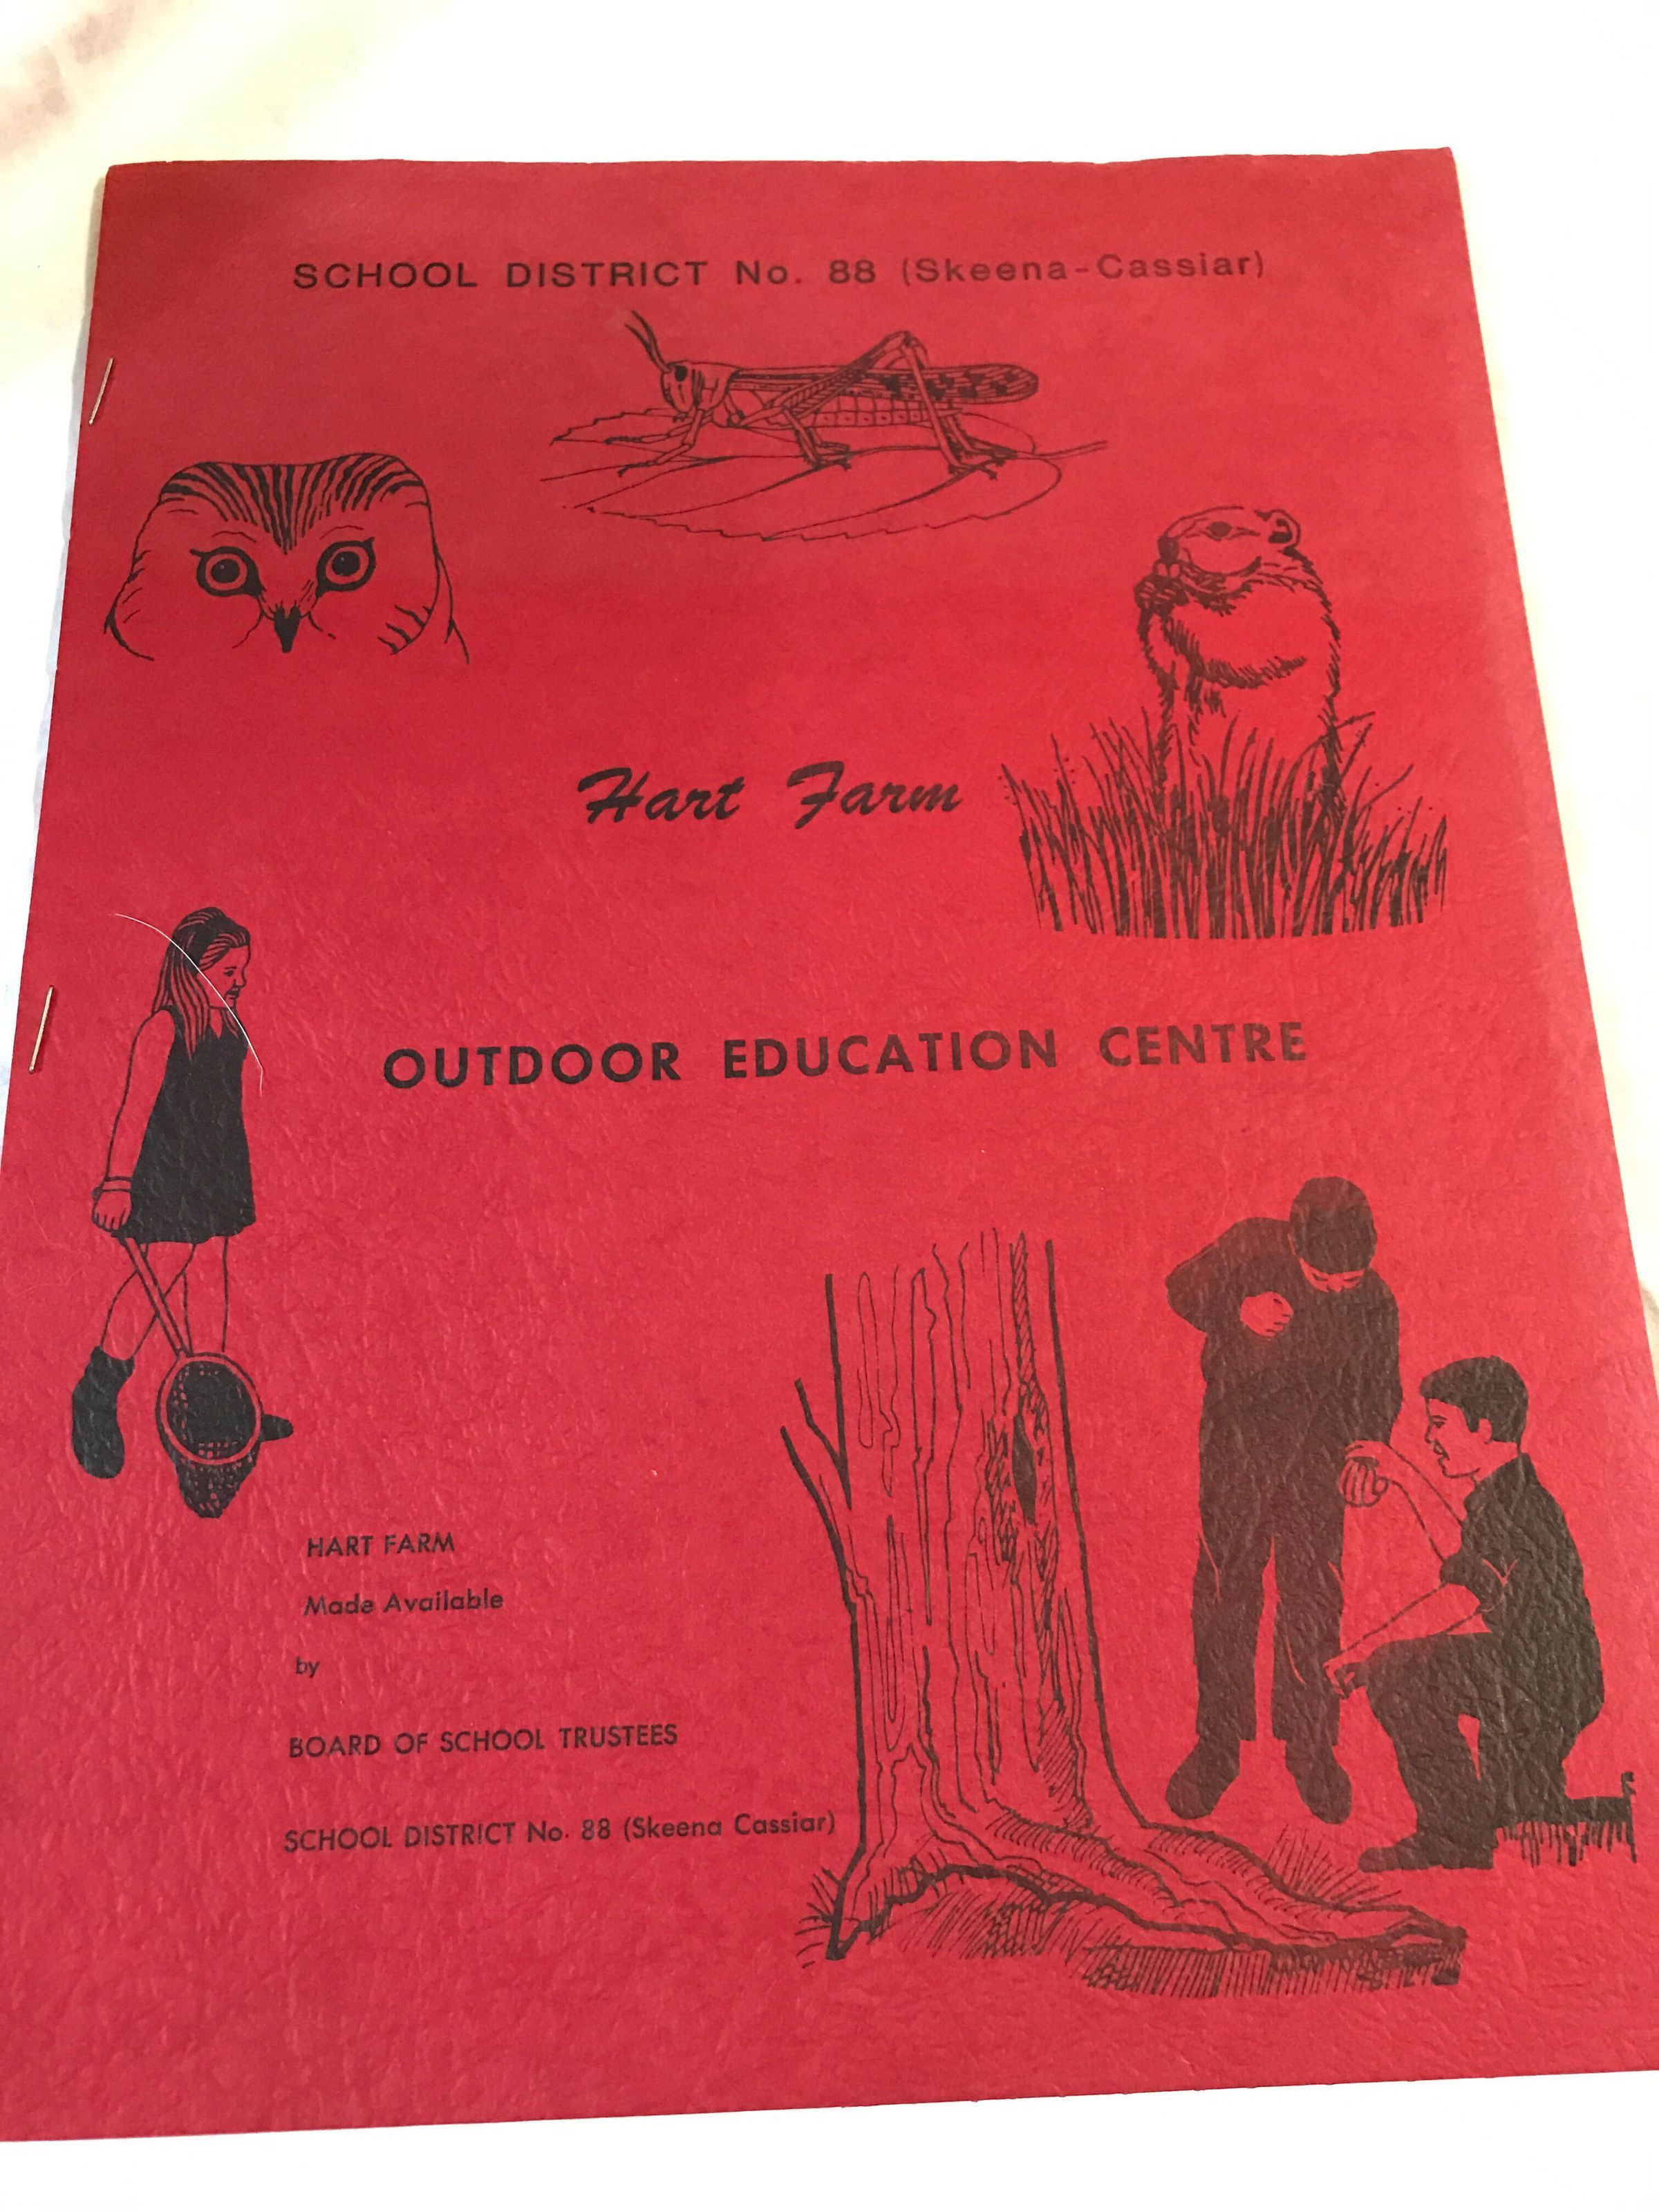 SCHOOL DISTRICT No. 88 (Skeena-Cassiar)
Hart Farm
OUTDOOR EDUCATION CENTRE
HART FARM
Made Available
by
BOARD OF SCHOOL TRUSTEES
SCHOOL DISTRICT No. 88 (Skeena Cassiar)